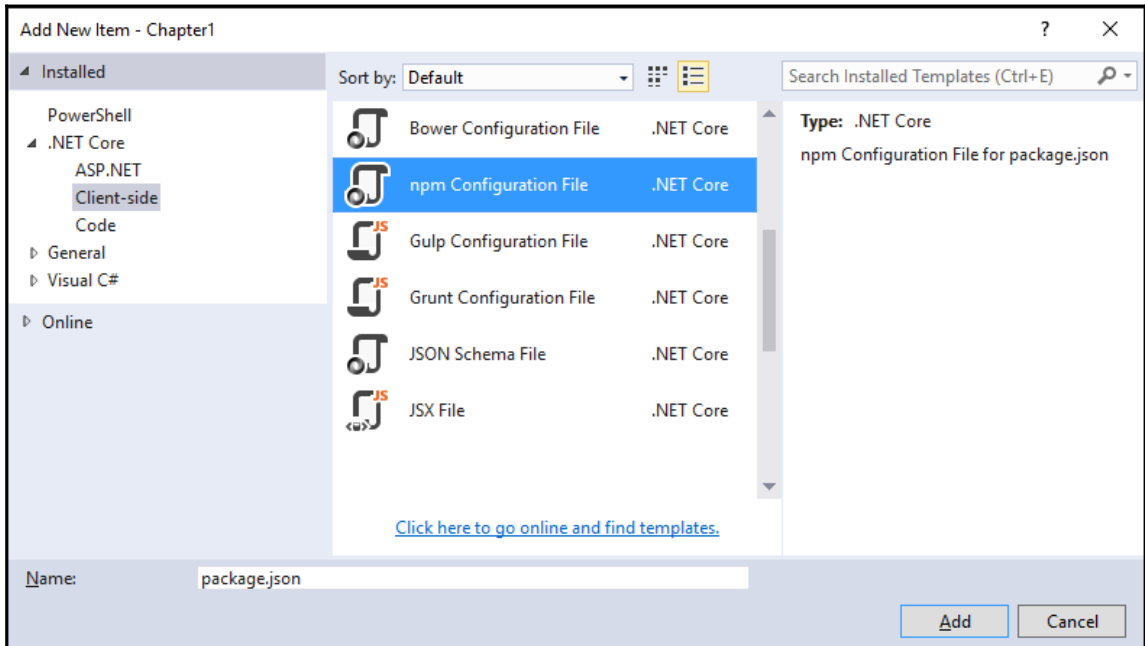 Add New Item - Chapter1 ?
Installed
PowerShell
.NET Core
ASP.NET
Client-side
Code
General
Visual C#
Online
Sort by: Default
Bower Configuration File .NET Core
npm Configuration File .NET Core
JS
Gulp Configuration File .NET Core
JS
Grunt Configuration File .NET Core
JSON Schema File .NET Core
JS
JSX File .NET Core
Click here to go online and find templates.
Search Installed Templates (Ctrl+E)
Type: .NET Core
npm Configuration File for package.json
Name: package.json
Add Cancel